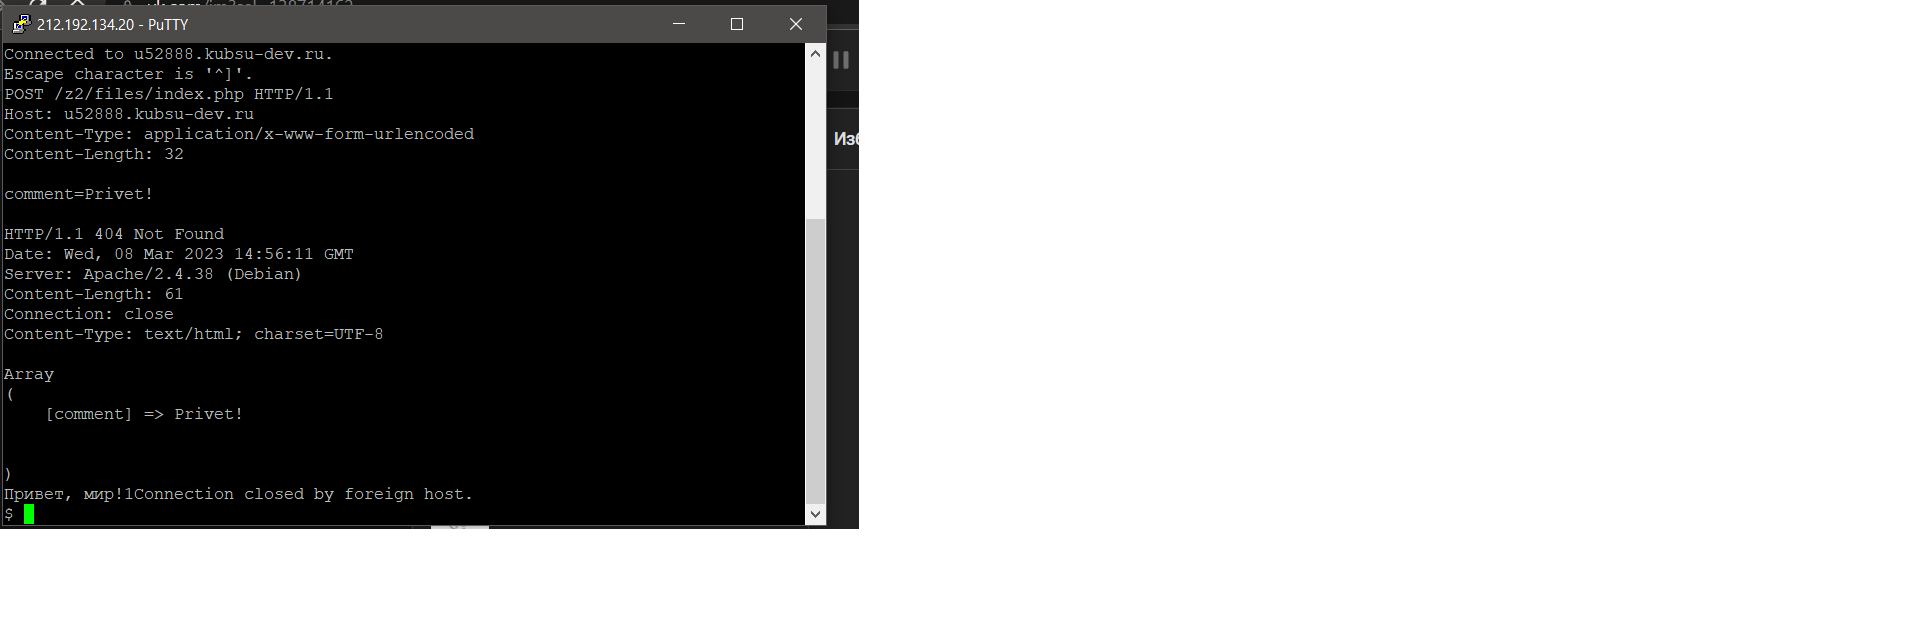 212.192.134.20 - PuTTY
Connected to u52888.kubsu-dev.ru.
Escape character is '^]'.
POST /z2/files/index.php HTTP/1.1
Host: u52888.kubsu-dev.ru
Content-Type: application/x-www-form-urlencoded
Content-Length: 32
comment=Privet!
HTTP/1.1 404 Not Found
Date: Wed, 08 Mar 2023 14:56:11 GMT
Server: Apache/2.4.38 (Debian)
Content-Length: 61
Connection: close
Content-Type: text/html; charset=UTF-8
Array
(
    [comment] => Privet!
)
Привет, мир!1Connection closed by foreign host.
$